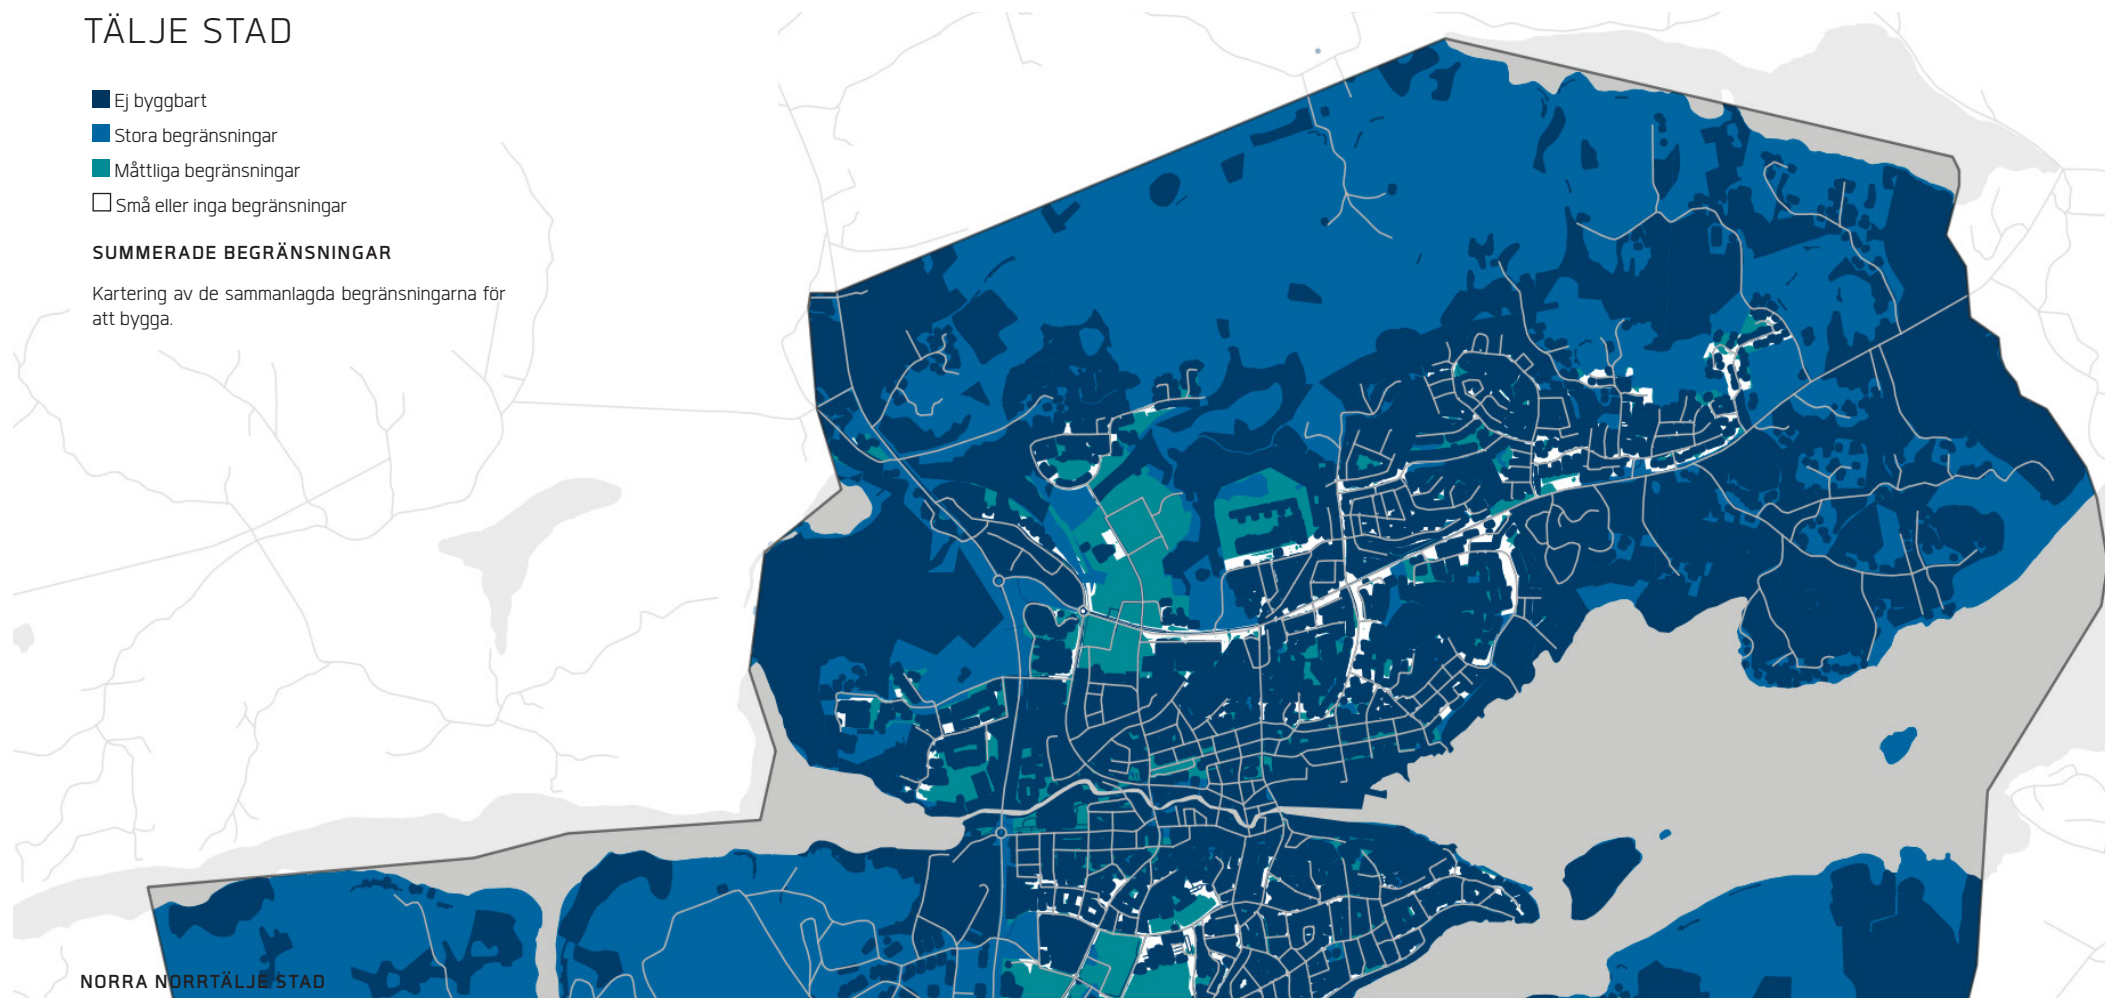 TÄLJE STAD
Ej byggbart
Stora begränsningar
Måttliga begränsningar
Små eller inga begränsningar
SUMMERADE BEGRÄNSNINGAR
Kartering av de sammanlagda begränsningarna för
att bygga.
NORRA NORRTÄLJE STAD